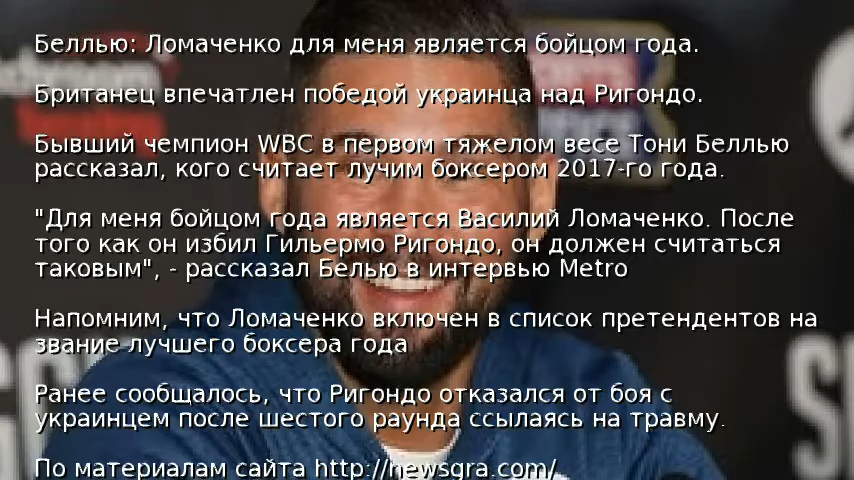 Беллью: Ломаченко для меня является бойцом года.
Британец впечатлен победой украинца над Ригондо.
Бывший чемпион WBC в первом тяжелом весе Тони Беллью
рассказал, кого считает лучим боксером 2017-го года.
"Для меня бойцом года является Василий Ломаченко. После
того как он избил Гильермо Ригондо, он должен считаться
таковым", - рассказал Белью в интервью Metro
Напомним, что Ломаченко включен в список претендентов на
звание лучшего боксера года
Ранее сообщалось, что Ригондо отказался от боя с
украинцем после шестого раунда ссылаясь на травму.
По материалам сайта http://newsgra.com/